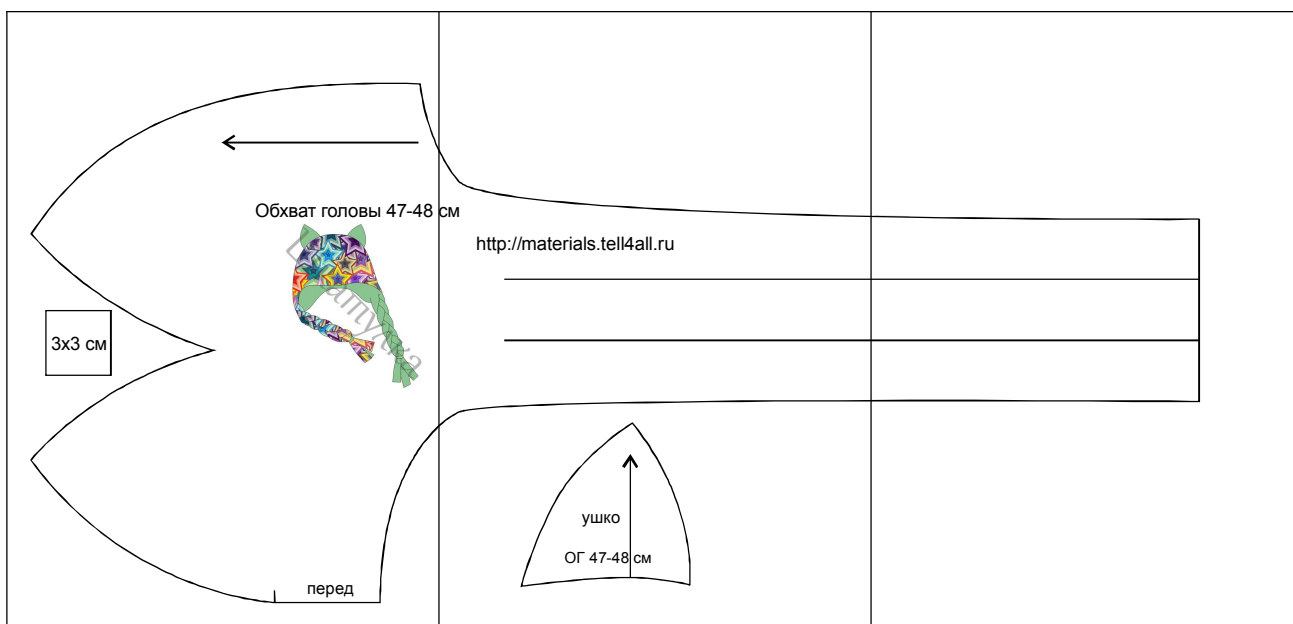 Обхват головы 47-48 см
http://materials.tell4all.ru
3х3 см
ушко
ОГ 47-48 см
перед